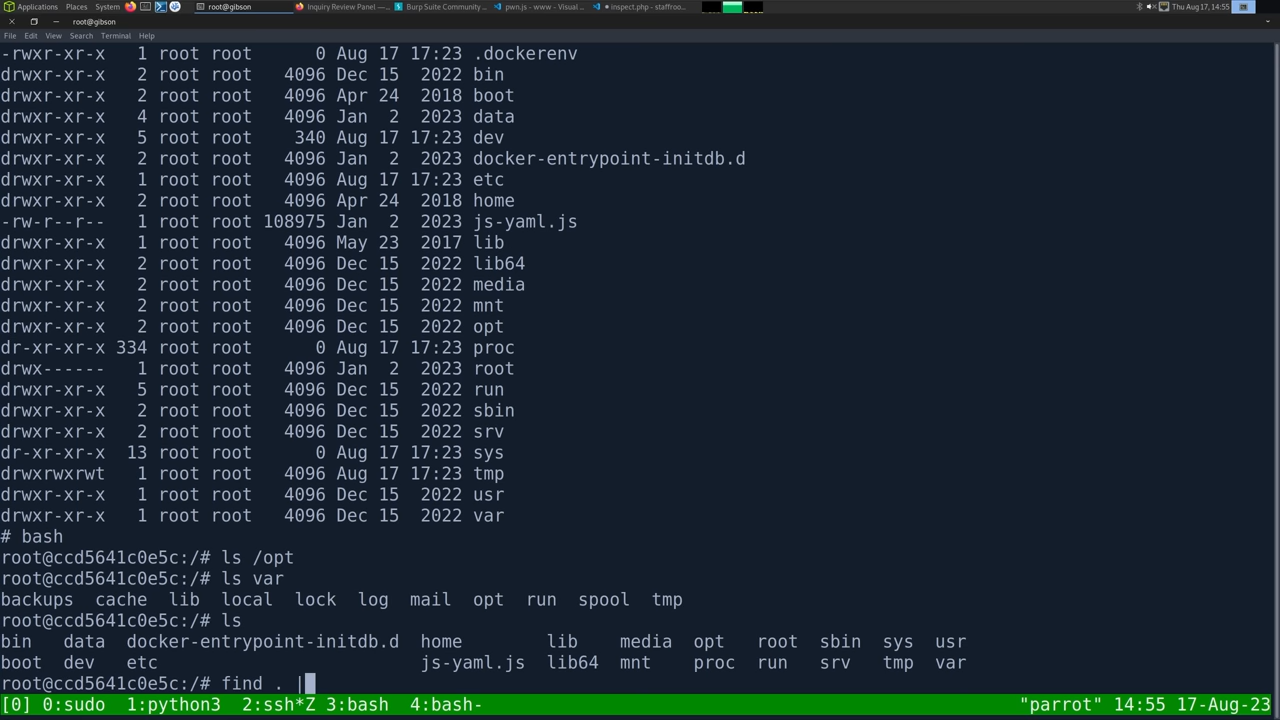 Applications Places System root@gibson Inquiry Review Panel —... Burp Suite Community ... pwn.js - www - Visual ... • inspect.php - staffroo... Thu Aug 17, 14:55
root@gibson
File Edit View Search Terminal Help
-rwxr-xr-x 1 root root 0 Aug 17 17:23 .dockerenv
drwxr-xr-x 2 root root 4096 Dec 15 2022 bin
drwxr-xr-x 2 root root 4096 Apr 24 2018 boot
drwxr-xr-x 4 root root 4096 Jan 2 2023 data
drwxr-xr-x 5 root root 340 Aug 17 17:23 dev
drwxr-xr-x 2 root root 4096 Jan 2 2023 docker-entrypoint-initdb.d
drwxr-xr-x 1 root root 4096 Aug 17 17:23 etc
drwxr-xr-x 2 root root 4096 Apr 24 2018 home
-rw-r--r-- 1 root root 108975 Jan 2 2023 js-yaml.js
drwxr-xr-x 1 root root 4096 May 23 2017 lib
drwxr-xr-x 2 root root 4096 Dec 15 2022 lib64
drwxr-xr-x 2 root root 4096 Dec 15 2022 media
drwxr-xr-x 2 root root 4096 Dec 15 2022 mnt
drwxr-xr-x 2 root root 4096 Dec 15 2022 opt
dr-xr-xr-x 334 root root 0 Aug 17 17:23 proc
drwx------ 1 root root 4096 Jan 2 2023 root
drwxr-xr-x 5 root root 4096 Dec 15 2022 run
drwxr-xr-x 2 root root 4096 Dec 15 2022 sbin
drwxr-xr-x 2 root root 4096 Dec 15 2022 srv
dr-xr-xr-x 13 root root 0 Aug 17 17:23 sys
drwxrwxrwt 1 root root 4096 Aug 17 17:23 tmp
drwxr-xr-x 1 root root 4096 Dec 15 2022 usr
drwxr-xr-x 1 root root 4096 Dec 15 2022 var
# bash
root@ccd5641c0e5c:/# ls /opt
root@ccd5641c0e5c:/# ls var
backups cache lib local lock log mail opt run spool tmp
root@ccd5641c0e5c:/# ls
bin data docker-entrypoint-initdb.d home lib media opt root sbin sys usr
boot dev etc js-yaml.js lib64 mnt proc run srv tmp var
root@ccd5641c0e5c:/# find . |
[0] 0:sudo 1:python3 2:ssh*Z 3:bash 4:bash- "parrot" 14:55 17-Aug-23